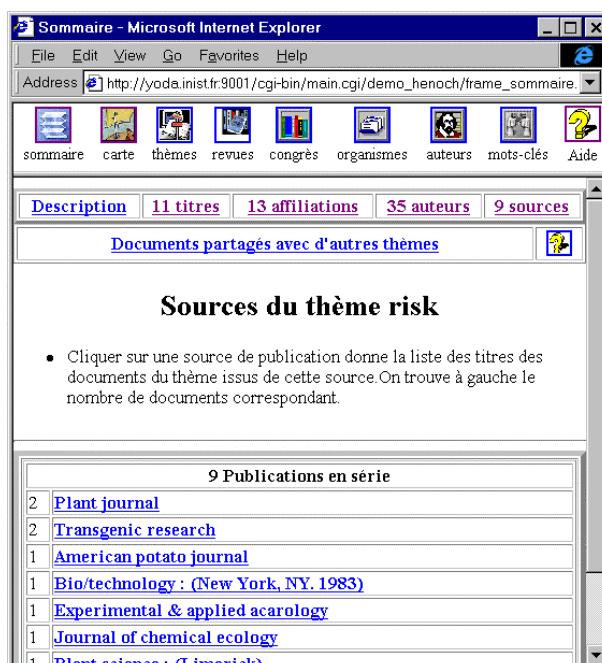 Sommaire - Microsoft Internet Explorer
File Edit View Go Favorites Help
Address http://yoda.inist.fr:9001/cgi-bin/main.cgi/demo_henoch/frame_sommaire.
sommaire carte thèmes revues congrès organismes auteurs mots-clés Aide
Description 11 titres 13 affiliations 35 auteurs 9 sources
Documents partagés avec d'autres thèmes
Sources du thème risk
Cliquer sur une source de publication donne la liste des titres des
documents du thème issus de cette source.On trouve à gauche le
nombre de documents correspondant.
9 Publications en série
2 Plant journal
2 Transgenic research
1 American potato journal
1 Bio/technology : (New York, NY. 1983)
1 Experimental & applied acarology
1 Journal of chemical ecology
1 Plant science : (Limerick)